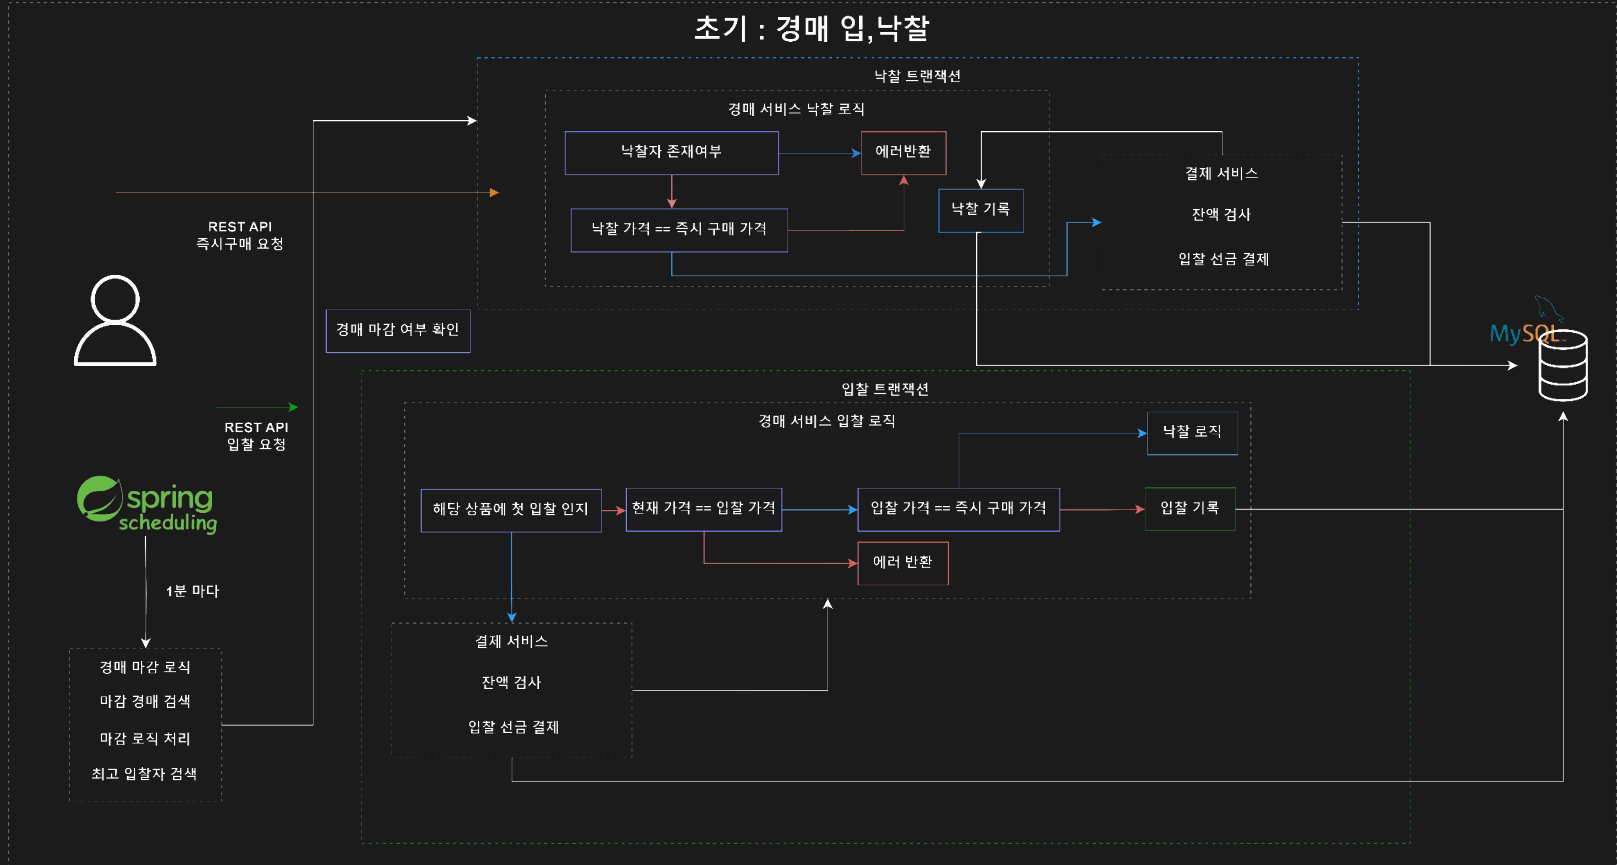 초기 : 경매 입,낙찰
낙찰 트랜잭션
경매 서비스 낙찰 로직
낙찰자 존재여부
에러반환
낙찰 가격 == 즉시 구매 가격
낙찰 기록
결제 서비스
잔액 검사
입찰 선금 결제
REST API
즉시구매 요청
경매 마감 여부 확인
MySQL
입찰 트랜잭션
경매 서비스 입찰 로직
낙찰 로직
REST API
입찰 요청
해당 상품에 첫 입찰 인지
현재 가격 == 입찰 가격
입찰 가격 == 즉시 구매 가격
입찰 기록
에러 반환
spring
scheduling
1분 마다
결제 서비스
잔액 검사
입찰 선금 결제
경매 마감 로직
마감 경매 검색
마감 로직 처리
최고 입찰자 검색